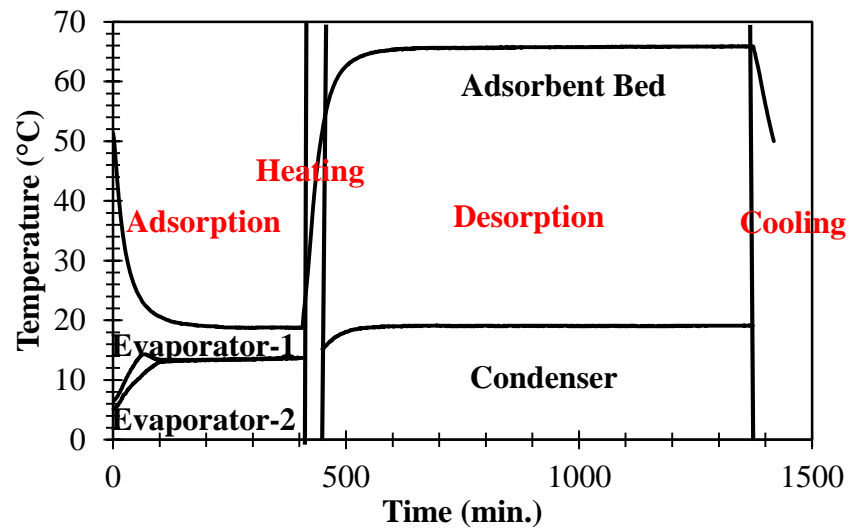 70
60
50
40
30
20
10
0
Temperature (°C)
Adsorbent Bed
Heating
Adsorption
Desorption
Cooling
Evaporator-1
Condenser
Evaporator-2
0
500
1000
1500
Time (min.)